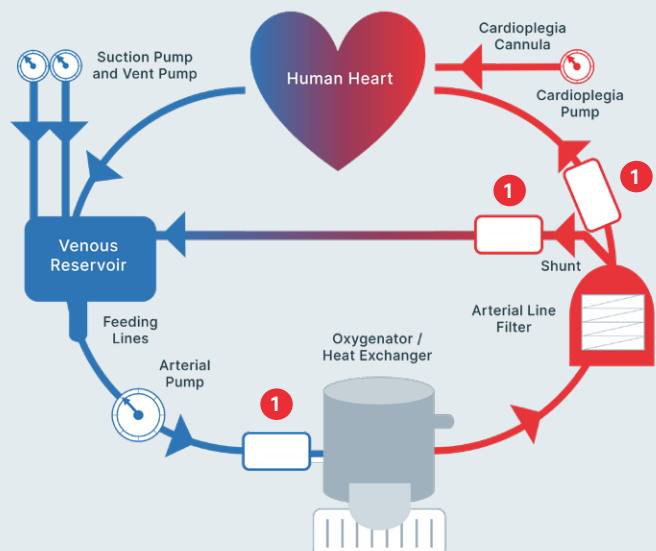 Suction Pump
and Vent Pump
Human Heart
Cardioplegia
Cannula
Cardioplegia
Pump
1
1
Venous
Reservoir
Shunt
Feeding
Lines
Arterial Line
Filter
Oxygenator /
Heat Exchanger
Arterial
Pump
1